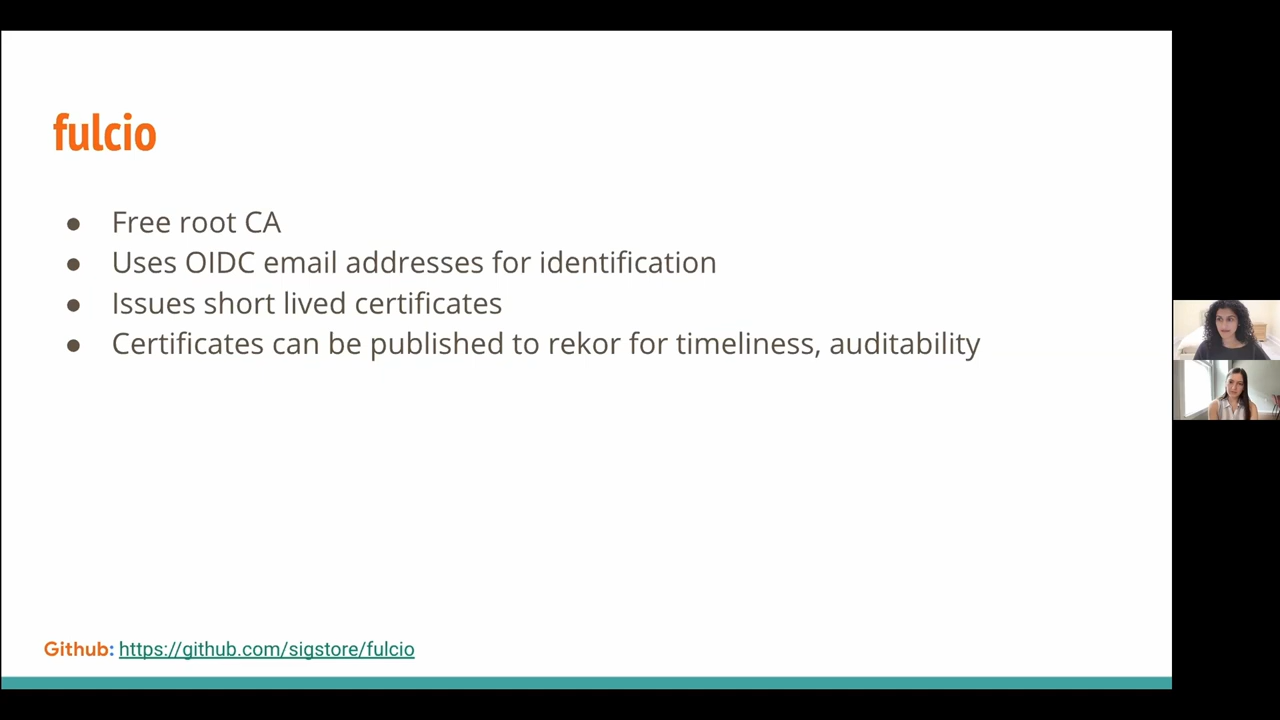 fulcio
● Free root CA
● Uses OIDC email addresses for identification
● Issues short lived certificates
● Certificates can be published to rekor for timeliness, auditability
Github: https://github.com/sigstore/fulcio